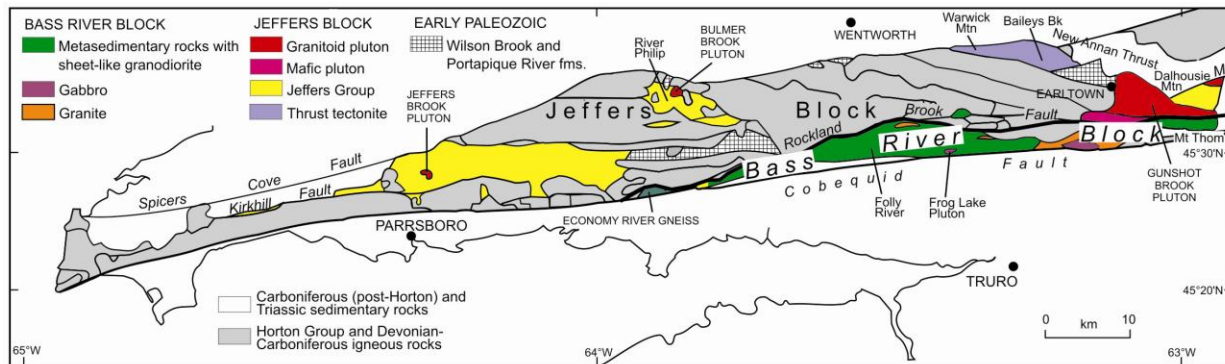 BASS RIVER BLOCK
Metasedimentary rocks with
sheet-like granodiorite
Gabbro
Granite
JEFFERS BLOCK
Granitoid pluton
Mafic pluton
Jeffers Group
Thrust tectonite
EARLY PALEOZOIC
Wilson Brook and
Portapique River fms.
River
Philip
BULMER
BROOK
PLUTON
WENTWORTH
Warwick
Mtn
Baileys Bk
New Annan Thrust
Dalhousie
Mtn
M
EARLTOWN
JEFFERS
BROOK
PLUTON
Jeffers Block
Rockland Brook Fault
Bass River Block
Mt Thom
45°30'N
Spicers Cove Fault
Kirkhill Fault
Cobequid Fault
GUNSHOT
BROOK
PLUTON
Folly
River
Frog Lake
Pluton
ECONOMY RIVER GNEISS
PARRSBORO
TRURO
45°20'N
Carboniferous (post-Horton) and
Triassic sedimentary rocks
Horton Group and Devonian-
Carboniferous igneous rocks
0 10
km
65°W
64°W
63°W